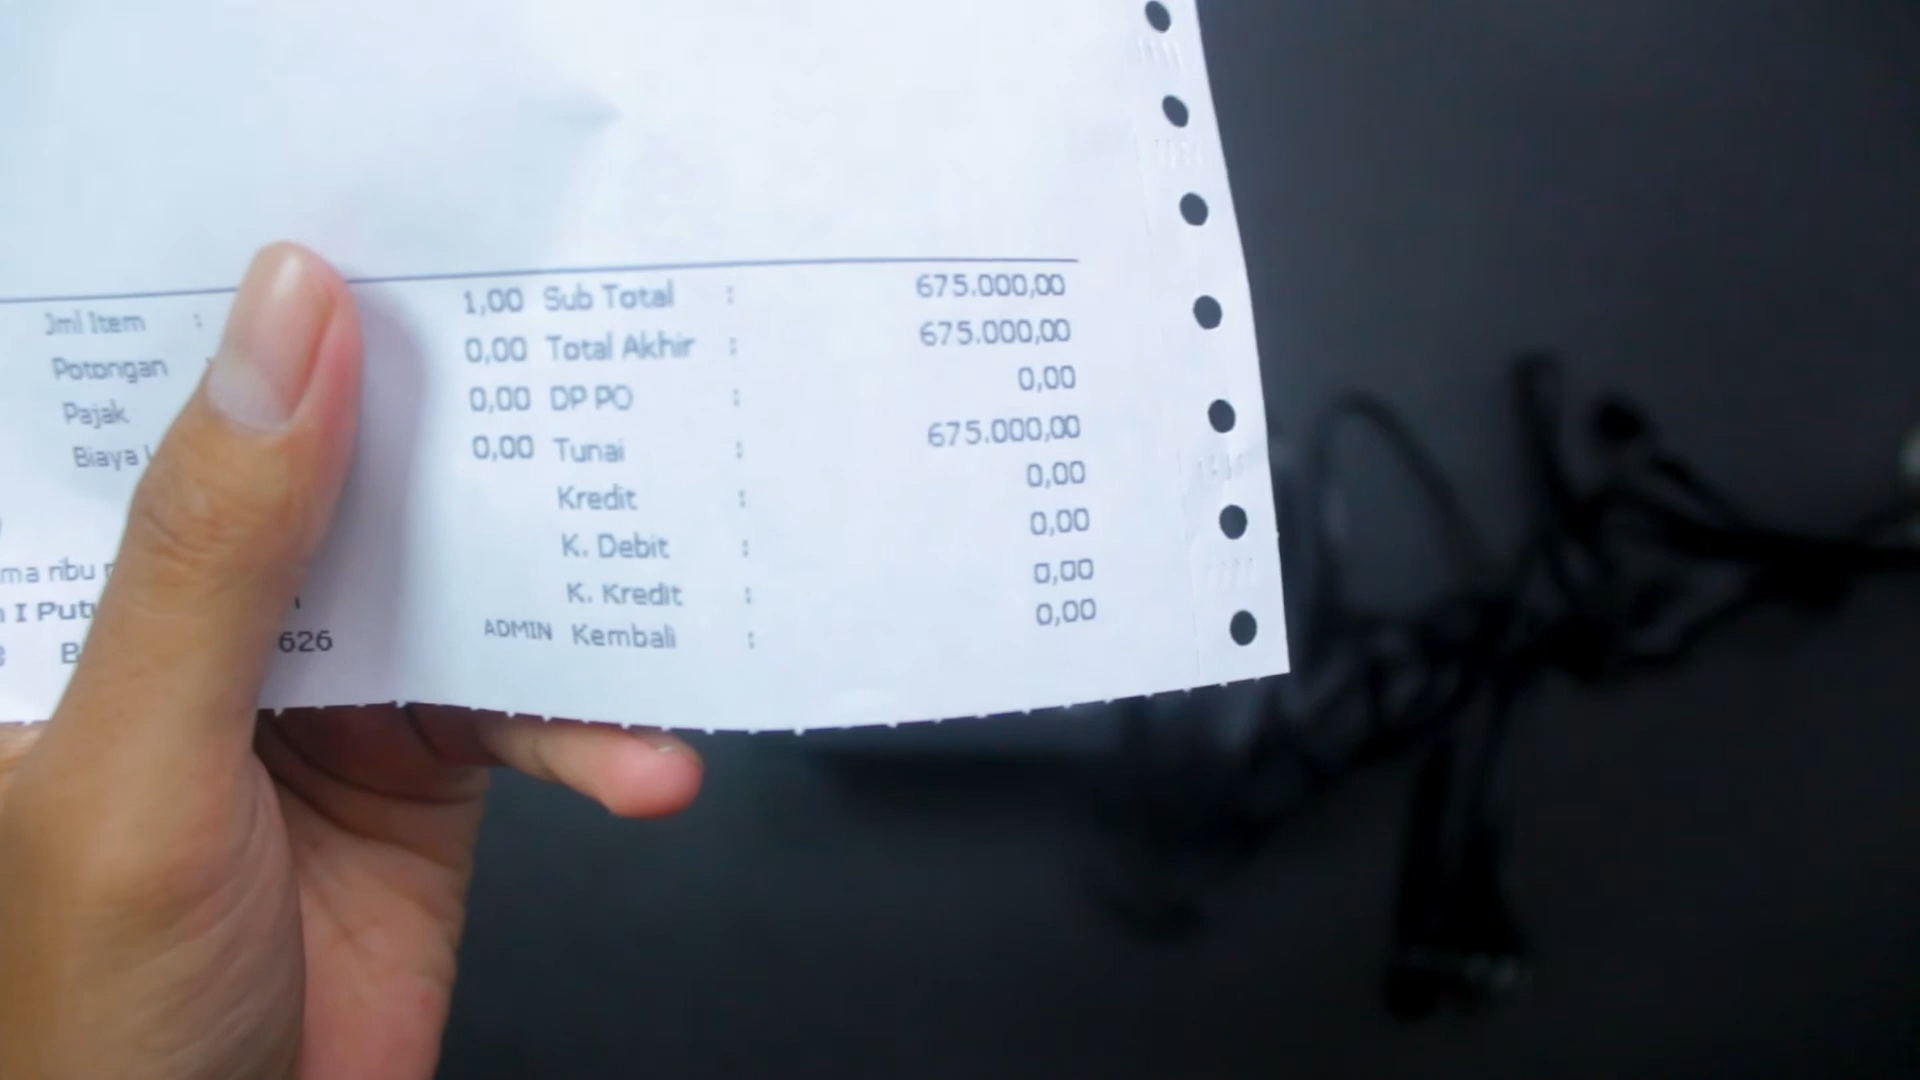 Jml Item : 1,00 Sub Total : 675.000,00
Potongan 0,00 Total Akhir : 675.000,00
Pajak 0,00 DP PO : 0,00
Biaya 0,00 Tunai : 675.000,00
Kredit : 0,00
K. Debit : 0,00
ma ribu K. Kredit : 0,00
I Putu
626 ADMIN Kembali : 0,00